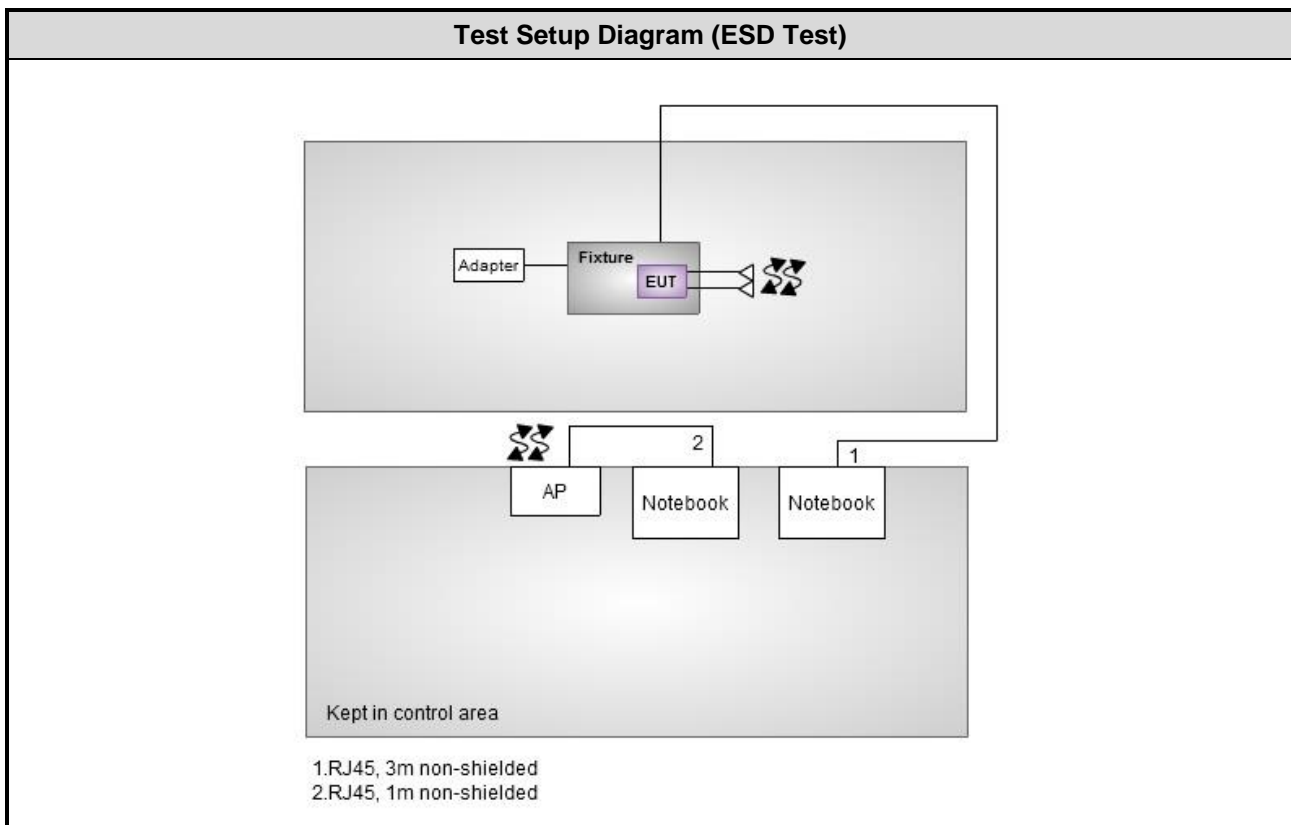 Test Setup Diagram (ESD Test)
Fixture
Adapter
EUT
2
1
AP
Notebook
Notebook
Kept in control area
1.RJ45, 3m non-shielded
2.RJ45, 1m non-shielded